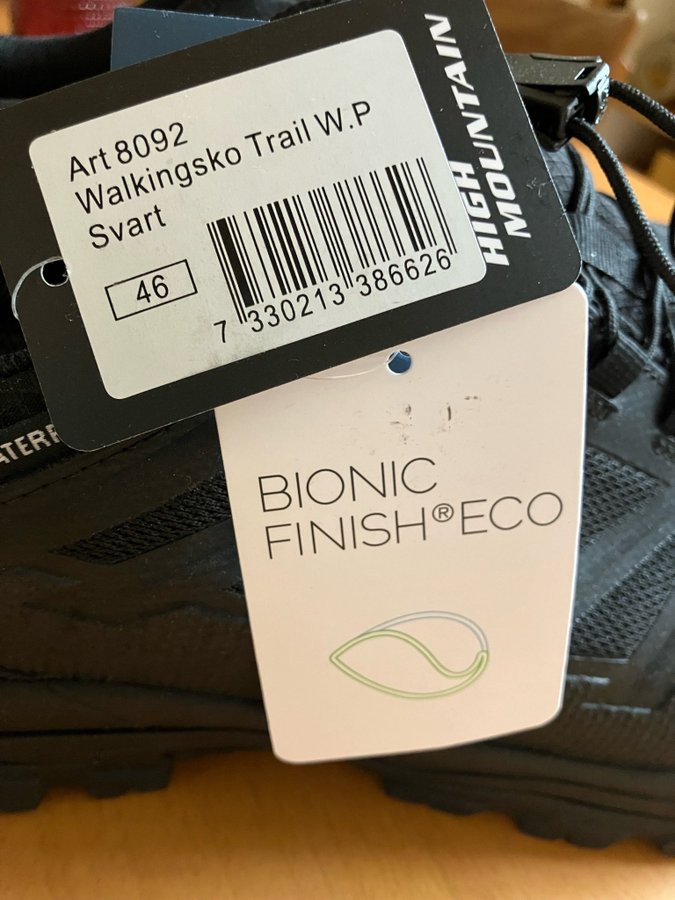 Art 8092
Walkingsko Trail W.P
Svart
46
7 330213 386626
HIGH
MOUNTAIN
BIONIC
FINISH® ECO